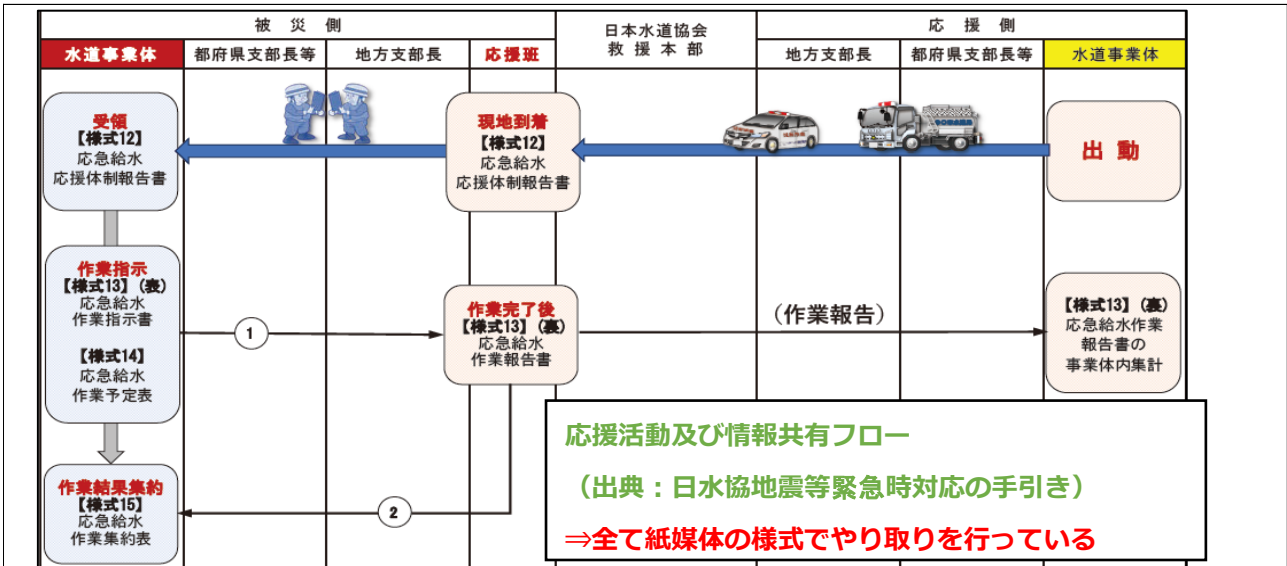 被災側
日本水道協会
救援本部
応援側
水道事業体
都府県支部長等
地方支部長
応援班
地方支部長
都府県支部長等
水道事業体
受領
【様式12】
応急給水
応援体制報告書
現地到着
【様式12】
応急給水
応援体制報告書
出動
作業指示
【様式13】(表)
応急給水
作業指示書
【様式14】
応急給水
作業予定表
1
作業完了後
【様式13】(裏)
応急給水
作業報告書
(作業報告)
【様式13】(裏)
応急給水作業
報告書の
事業体内集計
作業結果集約
【様式15】
応急給水
作業集約表
2
応援活動及び情報共有フロー
(出典：日水協地震等緊急時対応の手引き)
⇒全て紙媒体の様式でやり取りを行っている